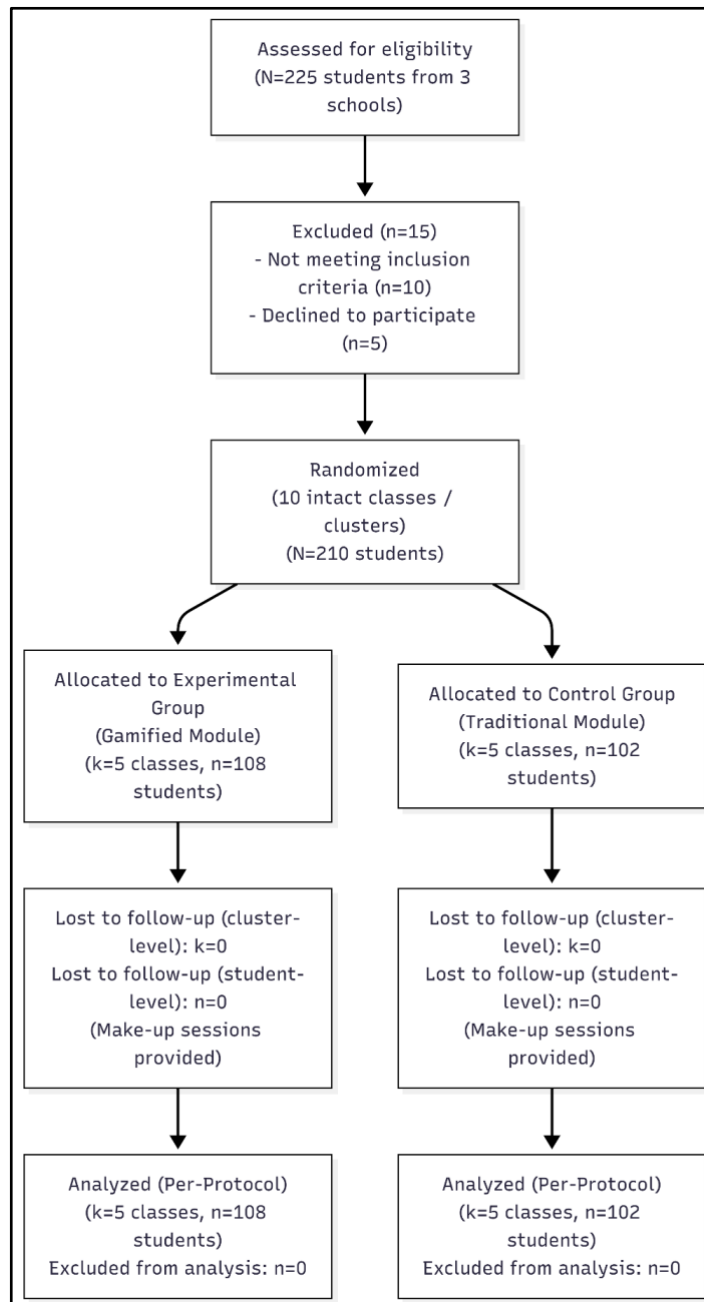 Assessed for eligibility
(N=225 students from 3
schools)
Excluded (n=15)
- Not meeting inclusion
criteria (n=10)
- Declined to participate
(n=5)
Randomized
(10 intact classes /
clusters)
(N=210 students)
Allocated to Experimental
Group
(Gamified Module)
(k=5 classes, n=108
students)
Allocated to Control Group
(Traditional Module)
(k=5 classes, n=102
students)
Lost to follow-up (cluster-
level): k=0
Lost to follow-up (student-
level): n=0
(Make-up sessions
provided)
Lost to follow-up (cluster-
level): k=0
Lost to follow-up (student-
level): n=0
(Make-up sessions
provided)
Analyzed (Per-Protocol)
(k=5 classes, n=108
students)
Excluded from analysis: n=0
Analyzed (Per-Protocol)
(k=5 classes, n=102
students)
Excluded from analysis: n=0